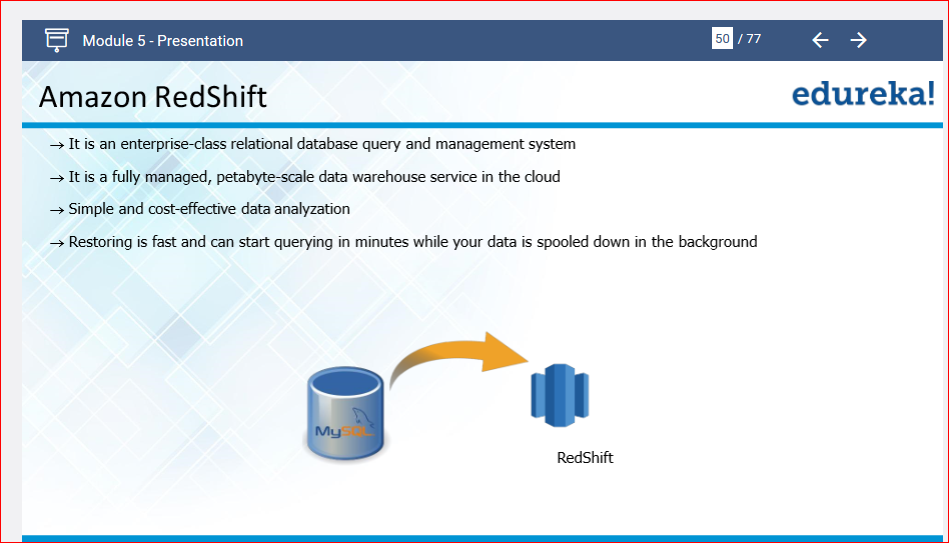 Module 5 - Presentation
50 / 77
Amazon RedShift
edureka!
→ It is an enterprise-class relational database query and management system
→ It is a fully managed, petabyte-scale data warehouse service in the cloud
→ Simple and cost-effective data analyzation
→ Restoring is fast and can start querying in minutes while your data is spooled down in the background
MySQL
RedShift